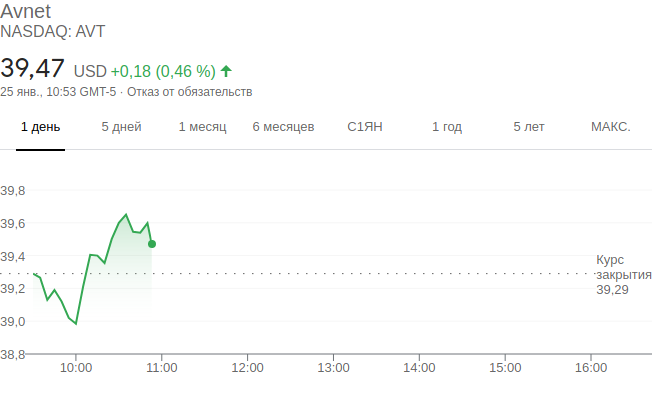 Avnet
NASDAQ: AVT
39,47 USD +0,18 (0,46 %)
25 янв., 10:53 GMT-5 · Отказ от обязательств
1 день 5 дней 1 месяц 6 месяцев С1ЯН 1 год 5 лет МАКС.
39,8
39,6
39,4
Курс
закрытия
39,29
39,2
39,0
38,8
10:00 11:00 12:00 13:00 14:00 15:00 16:00